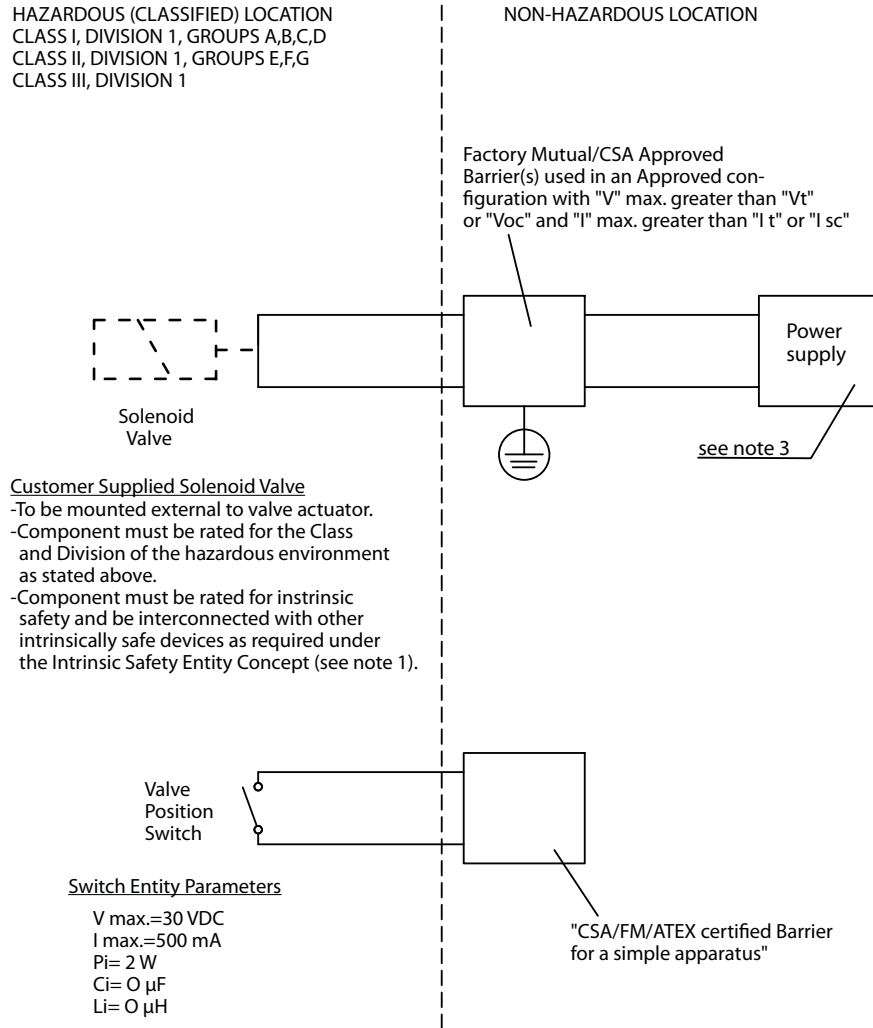 HAZARDOUS (CLASSIFIED) LOCATION
CLASS I, DIVISION 1, GROUPS A,B,C,D
CLASS II, DIVISION 1, GROUPS E,F,G
CLASS III, DIVISION 1
NON-HAZARDOUS LOCATION
Factory Mutual/CSA Approved
Barrier(s) used in an Approved con-
figuration with "V" max. greater than "Vt"
or "Voc" and "I" max. greater than "I t" or "I sc"
Power
supply
see note 3
Solenoid
Valve
Customer Supplied Solenoid Valve
-To be mounted external to valve actuator.
-Component must be rated for the Class
and Division of the hazardous environment
as stated above.
-Component must be rated for instrinsic
safety and be interconnected with other
intrinsically safe devices as required under
the Intrinsic Safety Entity Concept (see note 1).
Valve
Position
Switch
Switch Entity Parameters
V max.=30 VDC
I max.=500 mA
Pi= 2 W
Ci= O µF
Li= O µH
"CSA/FM/ATEX certified Barrier
for a simple apparatus"